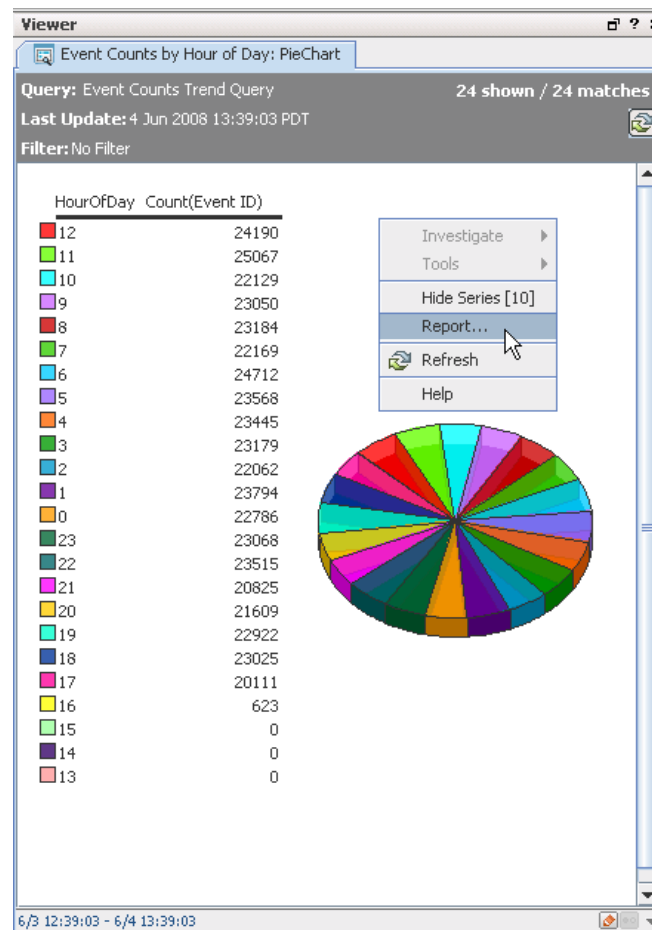 Viewer
Event Counts by Hour of Day: PieChart
Query: Event Counts Trend Query 24 shown / 24 matches
Last Update: 4 Jun 2008 13:39:03 PDT
Filter: No Filter
HourOfDay Count(Event ID)
12 24190
11 25067
10 22129
9 23050
8 23184
7 22169
6 24712
5 23568
4 23445
3 23179
2 22062
1 23794
0 22786
23 23068
22 23515
21 20825
20 21609
19 22922
18 23025
17 20111
16 623
15 0
14 0
13 0
Investigate
Tools
Hide Series [10]
Report...
Refresh
Help
6/3 12:39:03 - 6/4 13:39:03